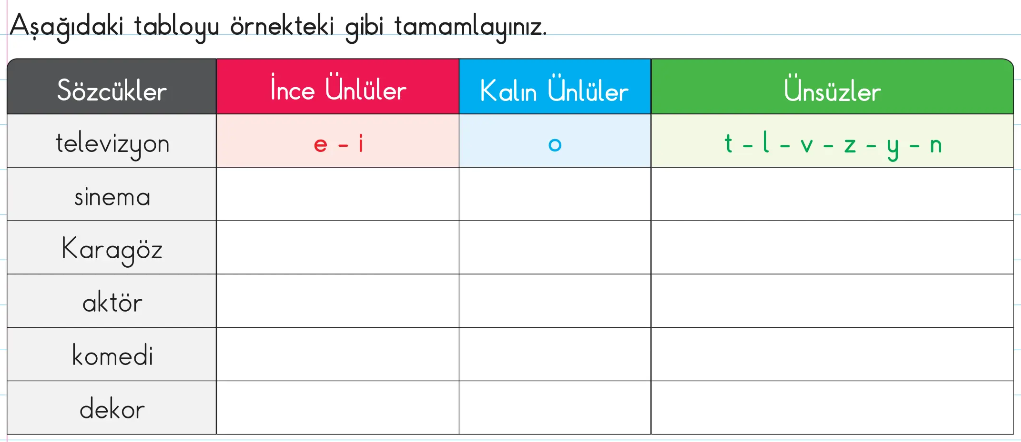 Aşağıdaki tabloyu örnekteki gibi tamamlayınız.
Sözcükler İnce Ünlüler Kalın Ünlüler Ünsüzler
televizyon e - i o t - l - v - z - y - n
sinema
Karagöz
aktör
komedi
dekor